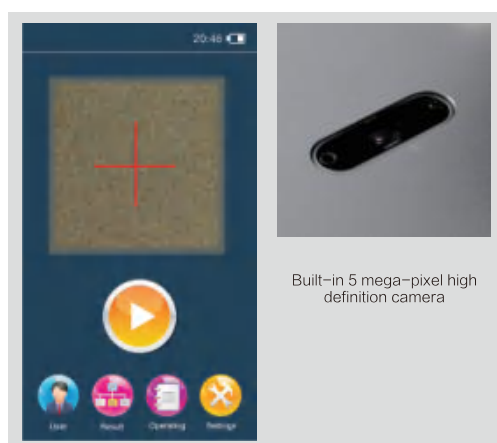 20:46
User
Result
Operating
Settings
Built-in 5 mega-pixel high
definition camera